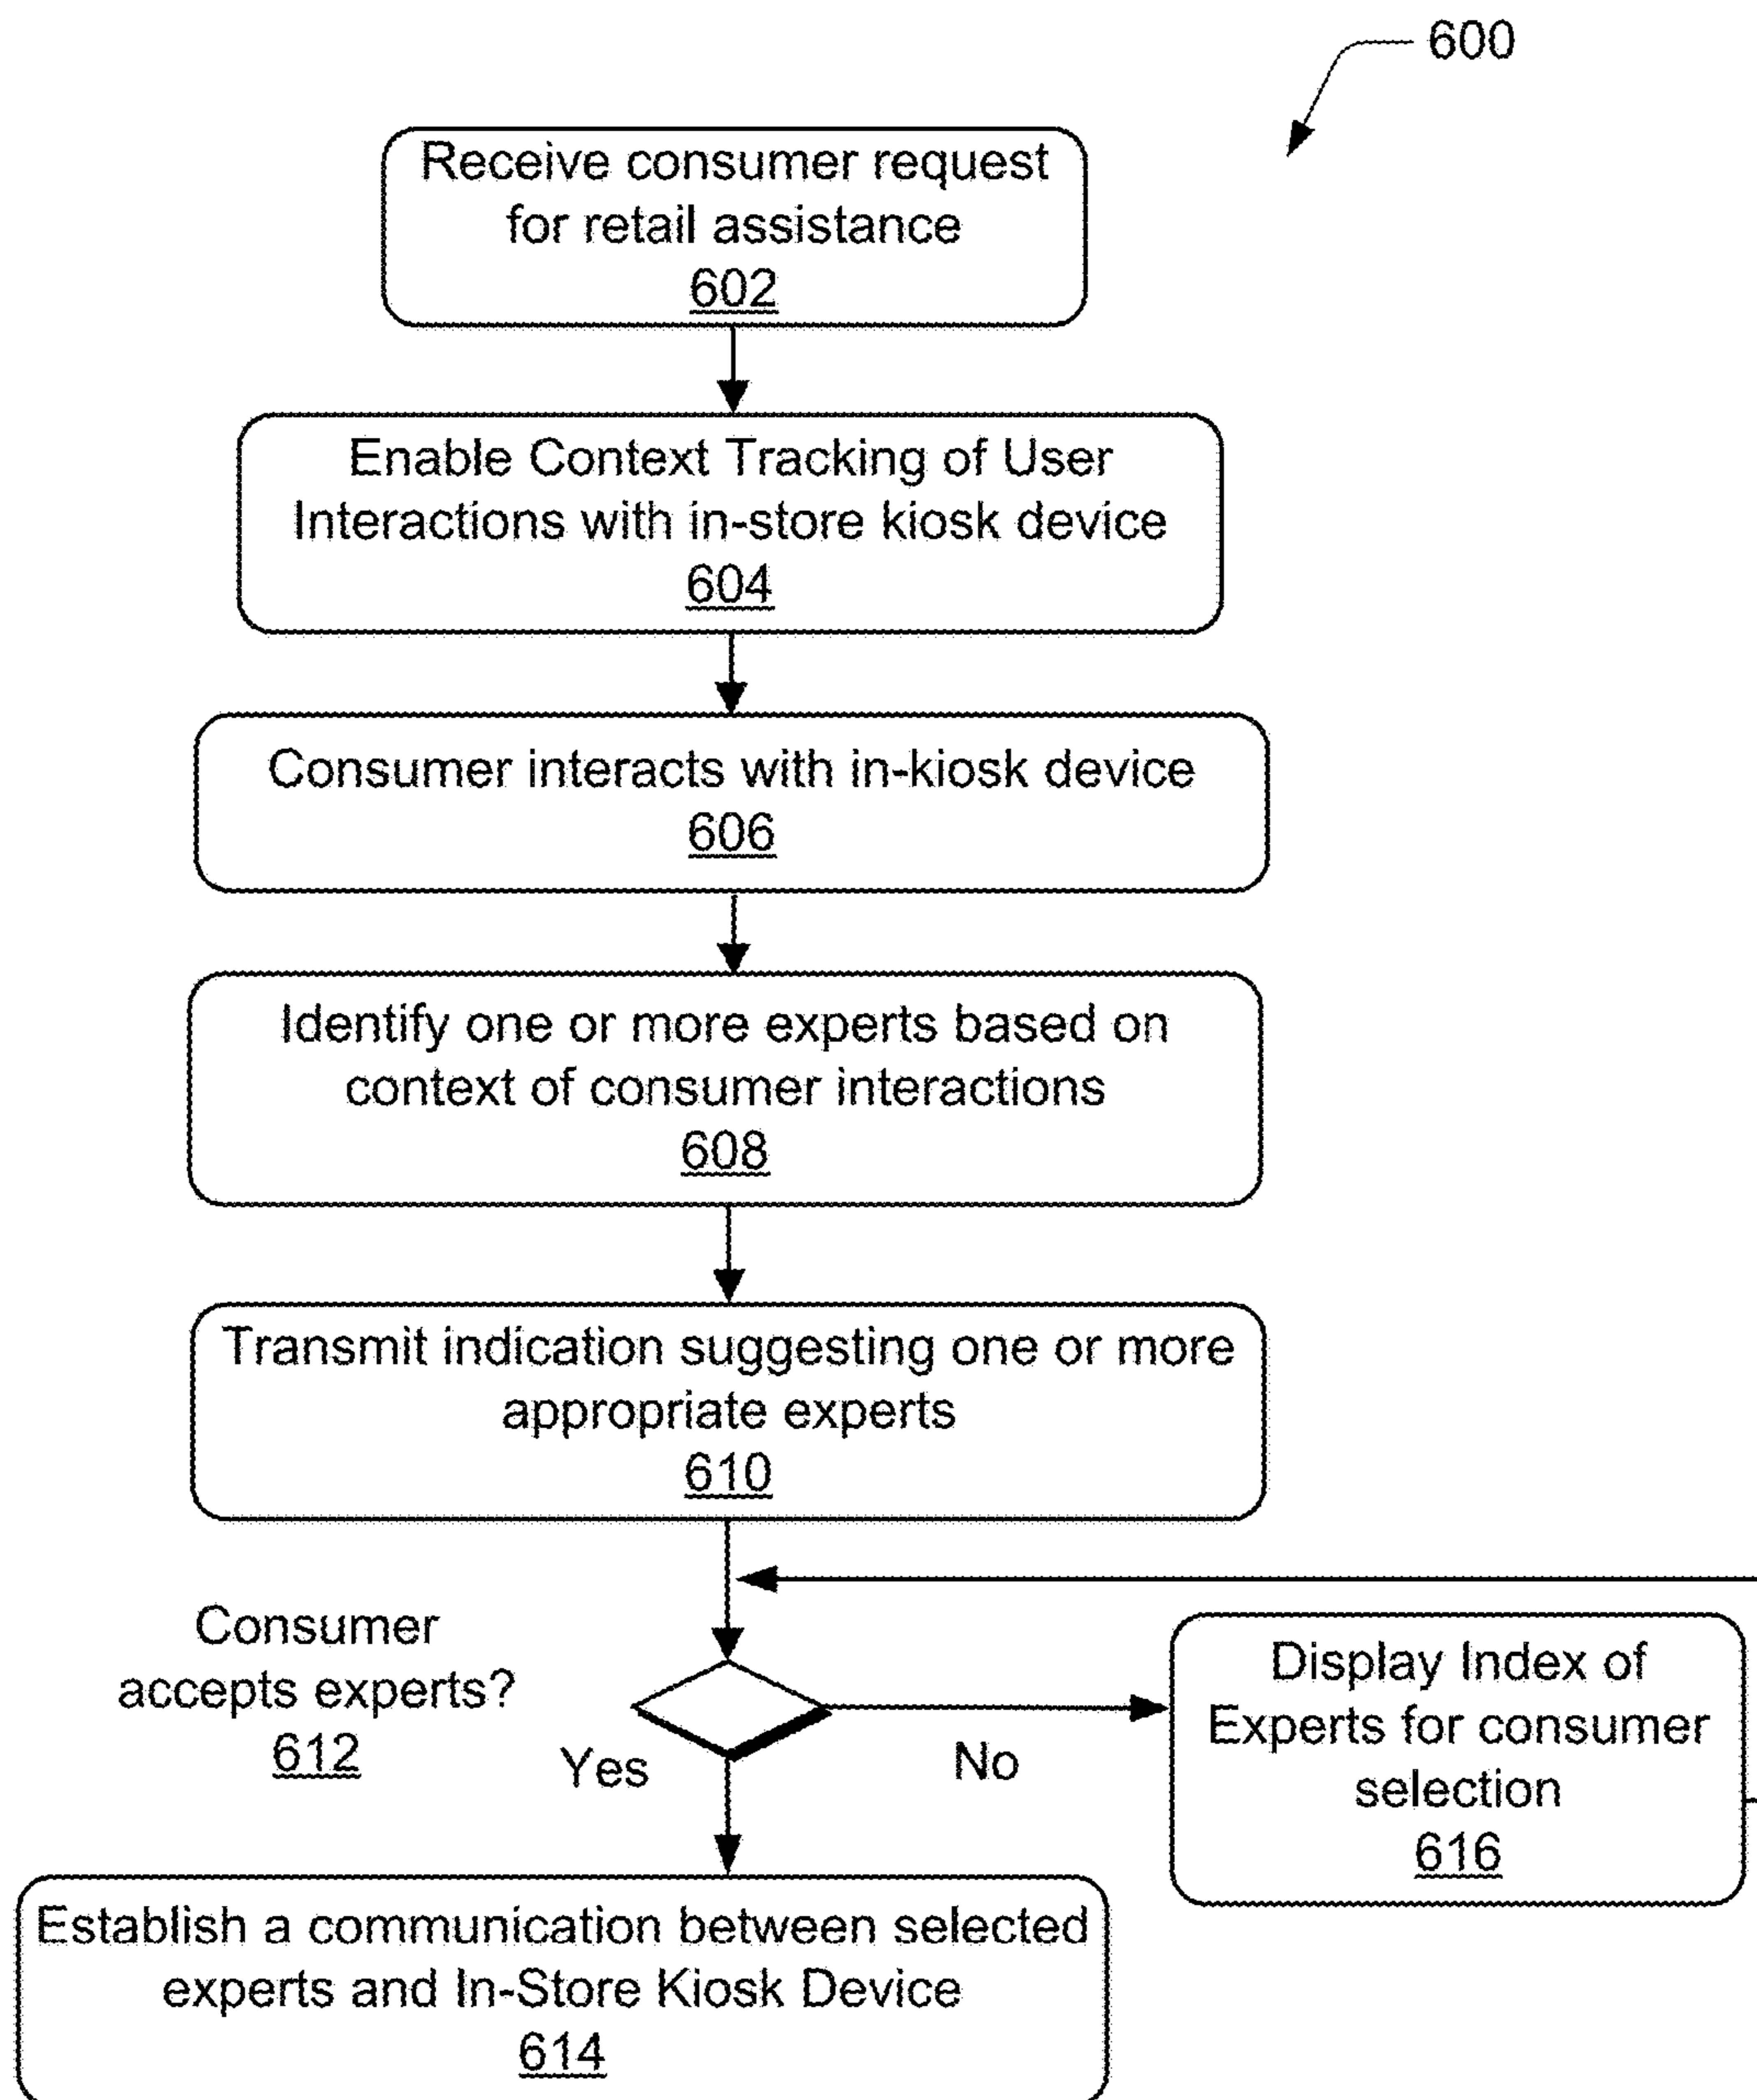 600
Receive consumer request
for retail assistance
602
Enable Context Tracking of User
Interactions with in-store kiosk device
604
Consumer interacts with in-kiosk device
606
Identify one or more experts based on
context of consumer interactions
608
Transmit indication suggesting one or more
appropriate experts
610
Consumer
accepts experts?
612
Yes
No
Display Index of
Experts for consumer
selection
616
Establish a communication between selected
experts and In-Store Kiosk Device
614